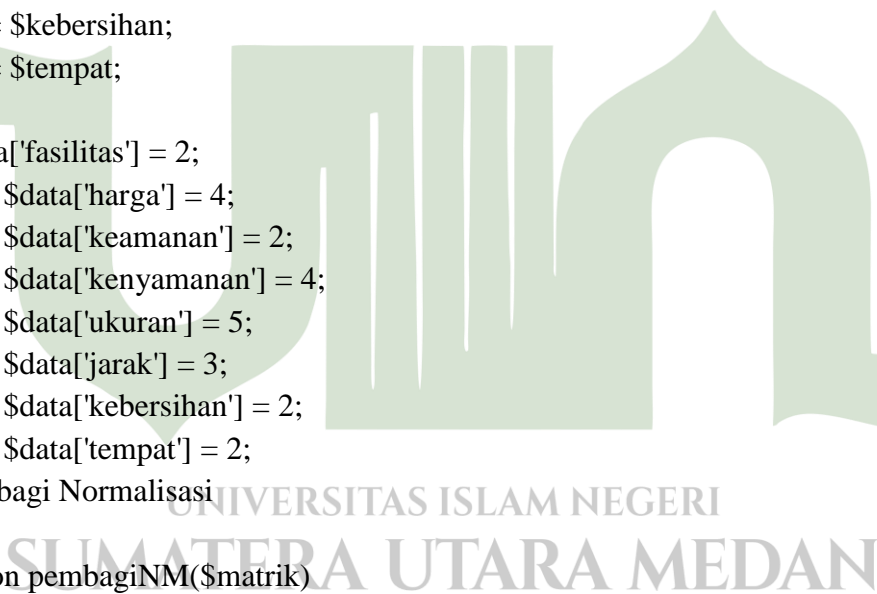 = $kebersihan;
= $tempat;
a['fasilitas'] = 2;
$data['harga'] = 4;
$data['keamanan'] = 2;
$data['kenyamanan'] = 4;
$data['ukuran'] = 5;
$data['jarak'] = 3;
$data['kebersihan'] = 2;
$data['tempat'] = 2;
bagi Normalisasi
UNIVERSITAS ISLAM NEGERI
on pembagiNM($matrik)
SUMATERA UTARA MEDAN